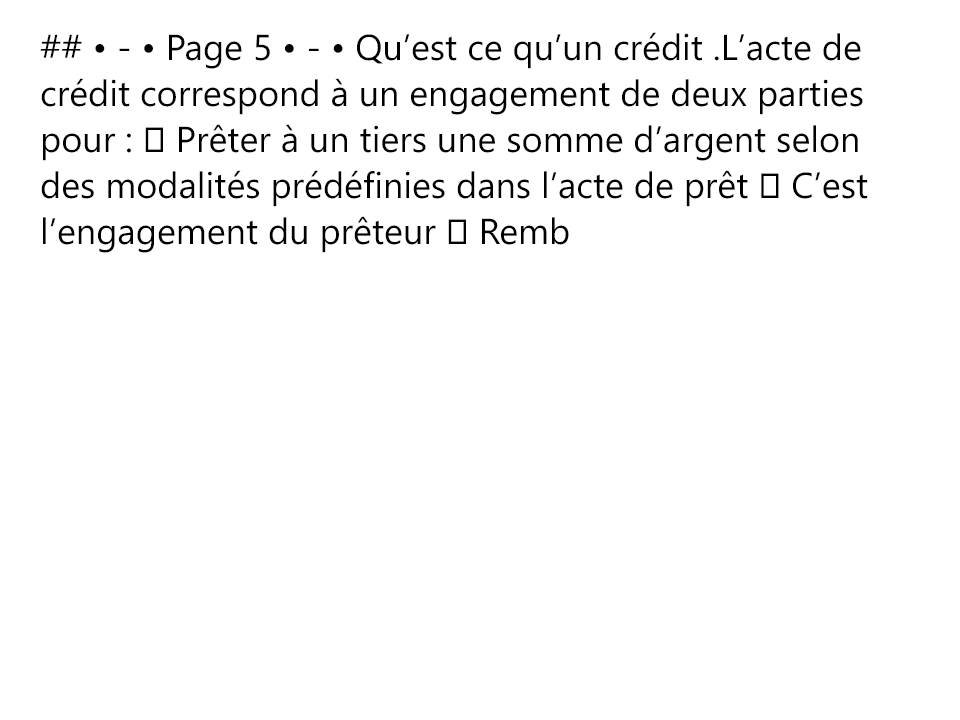 ## • - • Page 5 • - • Qu’est ce qu’un crédit .L’acte de
crédit correspond à un engagement de deux parties
pour : ▯ Prêter à un tiers une somme d’argent selon
des modalités prédéfinies dans l’acte de prêt ▯ C’est
l’engagement du prêteur ▯ Remb